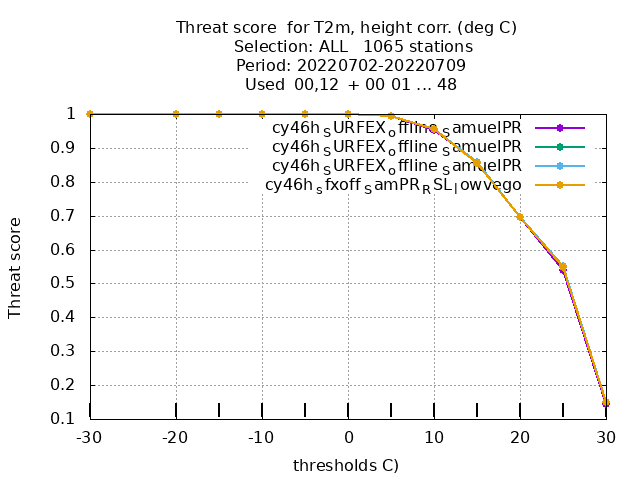 Threat score  for T2m, height corr. (deg C)
Selection: ALL   1065 stations
Period: 20220702-20220709
Used  00,12  + 00 01 ... 48
cy46h_SURFEX_offline_SamuelPR
cy46h_SURFEX_offline_SamuelPR
cy46h_SURFEX_offline_SamuelPR
cy46h_sfxoff_SamPR_RSL_lowvego
1
0.9
0.8
0.7
0.6
0.5
0.4
0.3
0.2
0.1
Threat score
-30 -20 -10 0 10 20 30
thresholds C)